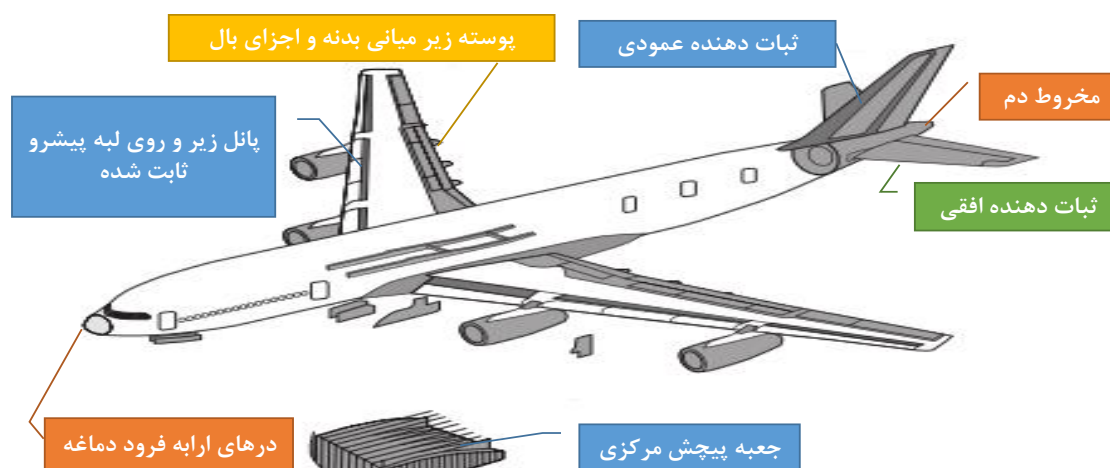 پوسته زیر میانی بدنه و اجزای بال
ثبات دهنده عمودی
مخروط دم
پانل زیر و روی لبه پیشرو
ثابت شده
ثبات دهنده افقی
درهای ارابه فرود دماغه
جعبه پیچش مرکزی